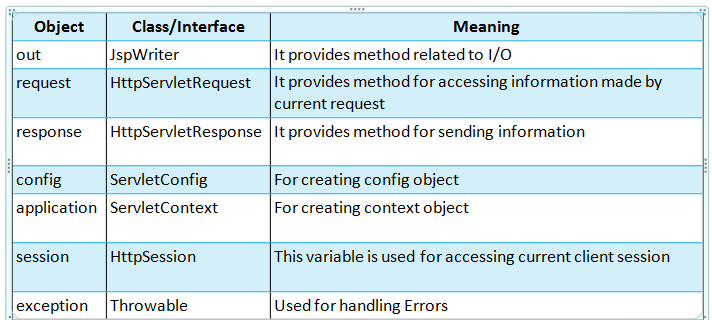 Object Class/Interface Meaning
out JspWriter It provides method related to I/O
request HttpServletRequest It provides method for accessing information made by
current request
response HttpServletResponse It provides method for sending information
config ServletConfig For creating config object
application ServletContext For creating context object
session HttpSession This variable is used for accessing current client session
exception Throwable Used for handling Errors